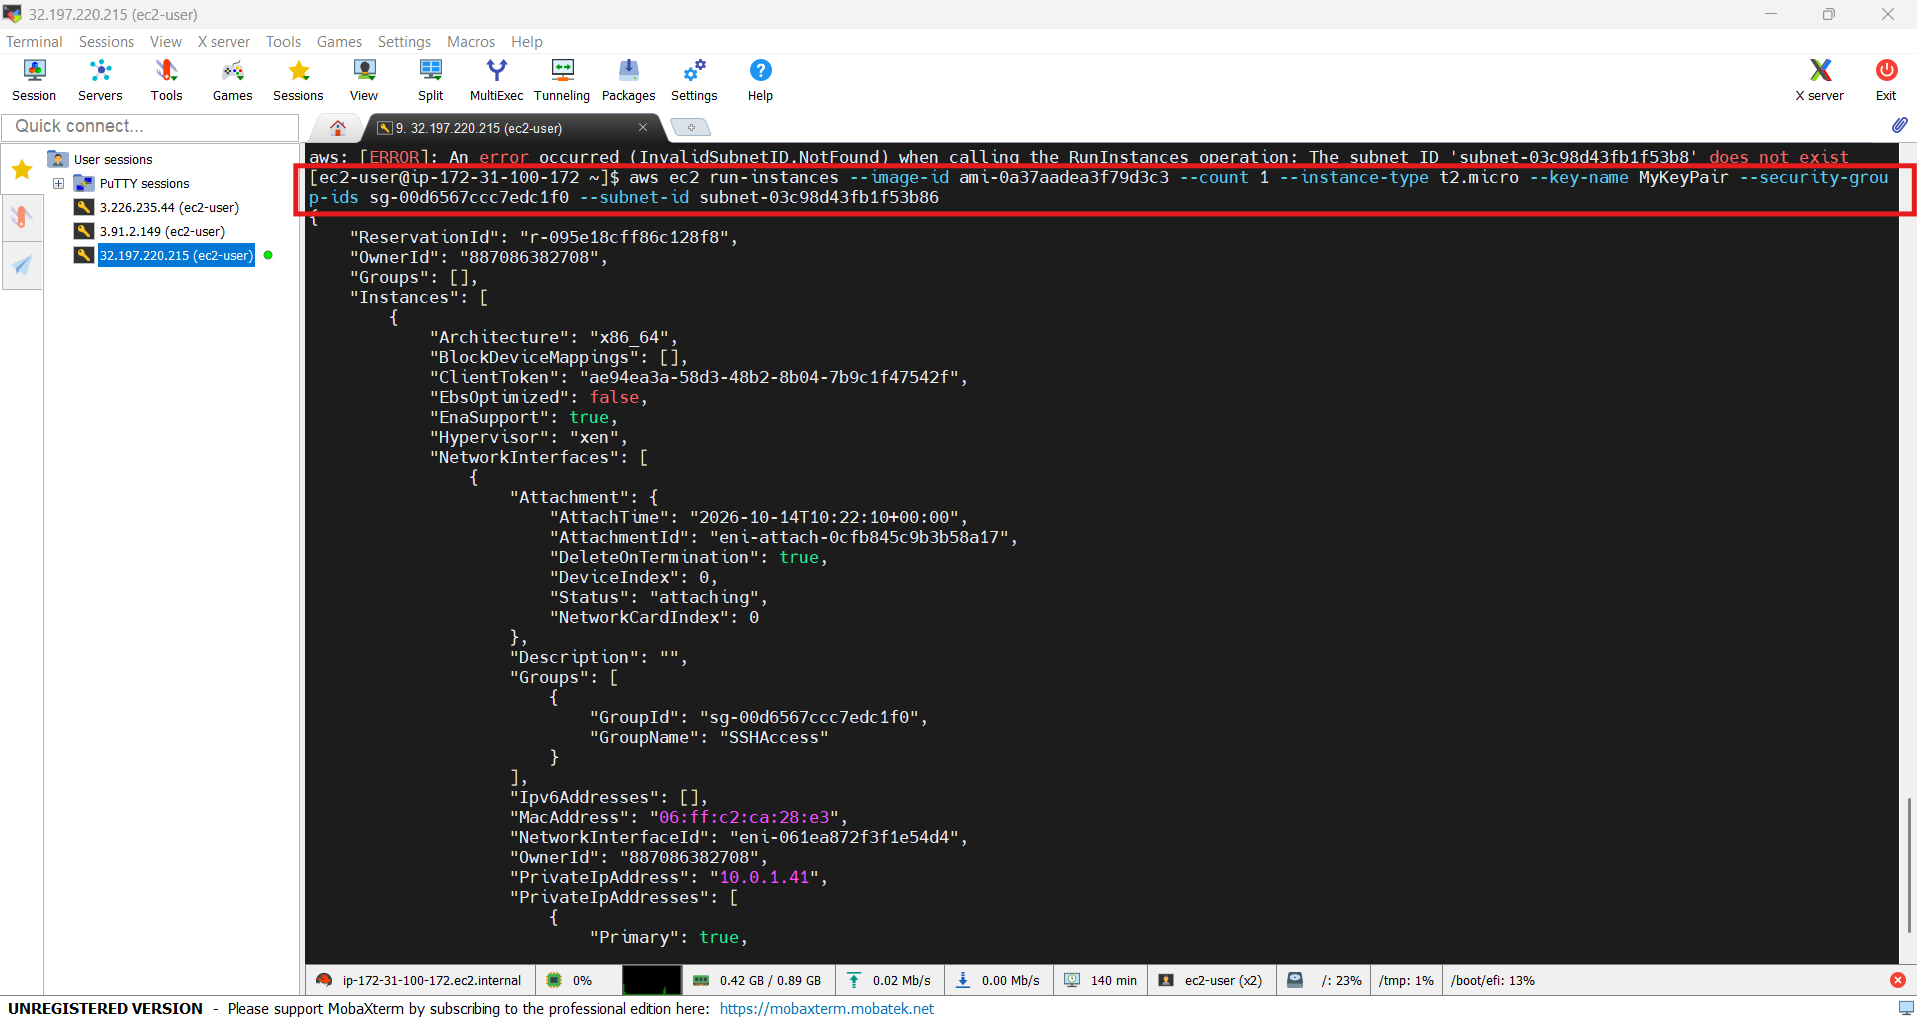 32.197.220.215 (ec2-user)
Terminal Sessions View X server Tools Games Settings Macros Help
Session Servers Tools Games Sessions View Split MultiExec Tunneling Packages Settings Help X server Exit
Quick connect...
9. 32.197.220.215 (ec2-user)
User sessions
PuTTY sessions
3.226.235.44 (ec2-user)
3.91.2.149 (ec2-user)
32.197.220.215 (ec2-user)
aws: [ERROR]: An error occurred (InvalidSubnetID.NotFound) when calling the RunInstances operation: The subnet ID 'subnet-03c98d43fb1f53b8' does not exist
[ec2-user@ip-172-31-100-172 ~]$ aws ec2 run-instances --image-id ami-0a37aadea3f79d3c3 --count 1 --instance-type t2.micro --key-name MyKeyPair --security-grou
p-ids sg-00d6567ccc7edc1f0 --subnet-id subnet-03c98d43fb1f53b86
{
    "ReservationId": "r-095e18cff86c128f8",
    "OwnerId": "887086382708",
    "Groups": [],
    "Instances": [
        {
            "Architecture": "x86_64",
            "BlockDeviceMappings": [],
            "ClientToken": "ae94ea3a-58d3-48b2-8b04-7b9c1f47542f",
            "EbsOptimized": false,
            "EnaSupport": true,
            "Hypervisor": "xen",
            "NetworkInterfaces": [
                {
                    "Attachment": {
                        "AttachTime": "2026-10-14T10:22:10+00:00",
                        "AttachmentId": "eni-attach-0cfb845c9b3b58a17",
                        "DeleteOnTermination": true,
                        "DeviceIndex": 0,
                        "Status": "attaching",
                        "NetworkCardIndex": 0
                    },
                    "Description": "",
                    "Groups": [
                        {
                            "GroupId": "sg-00d6567ccc7edc1f0",
                            "GroupName": "SSHAccess"
                        }
                    ],
                    "Ipv6Addresses": [],
                    "MacAddress": "06:ff:c2:ca:28:e3",
                    "NetworkInterfaceId": "eni-061ea872f3f1e54d4",
                    "OwnerId": "887086382708",
                    "PrivateIpAddress": "10.0.1.41",
                    "PrivateIpAddresses": [
                        {
                            "Primary": true,
ip-172-31-100-172.ec2.internal 0% 0.42 GB / 0.89 GB 0.02 Mb/s 0.00 Mb/s 140 min ec2-user (x2) /: 23% /tmp: 1% /boot/efi: 13%
UNREGISTERED VERSION - Please support MobaXterm by subscribing to the professional edition here: https://mobaxterm.mobatek.net